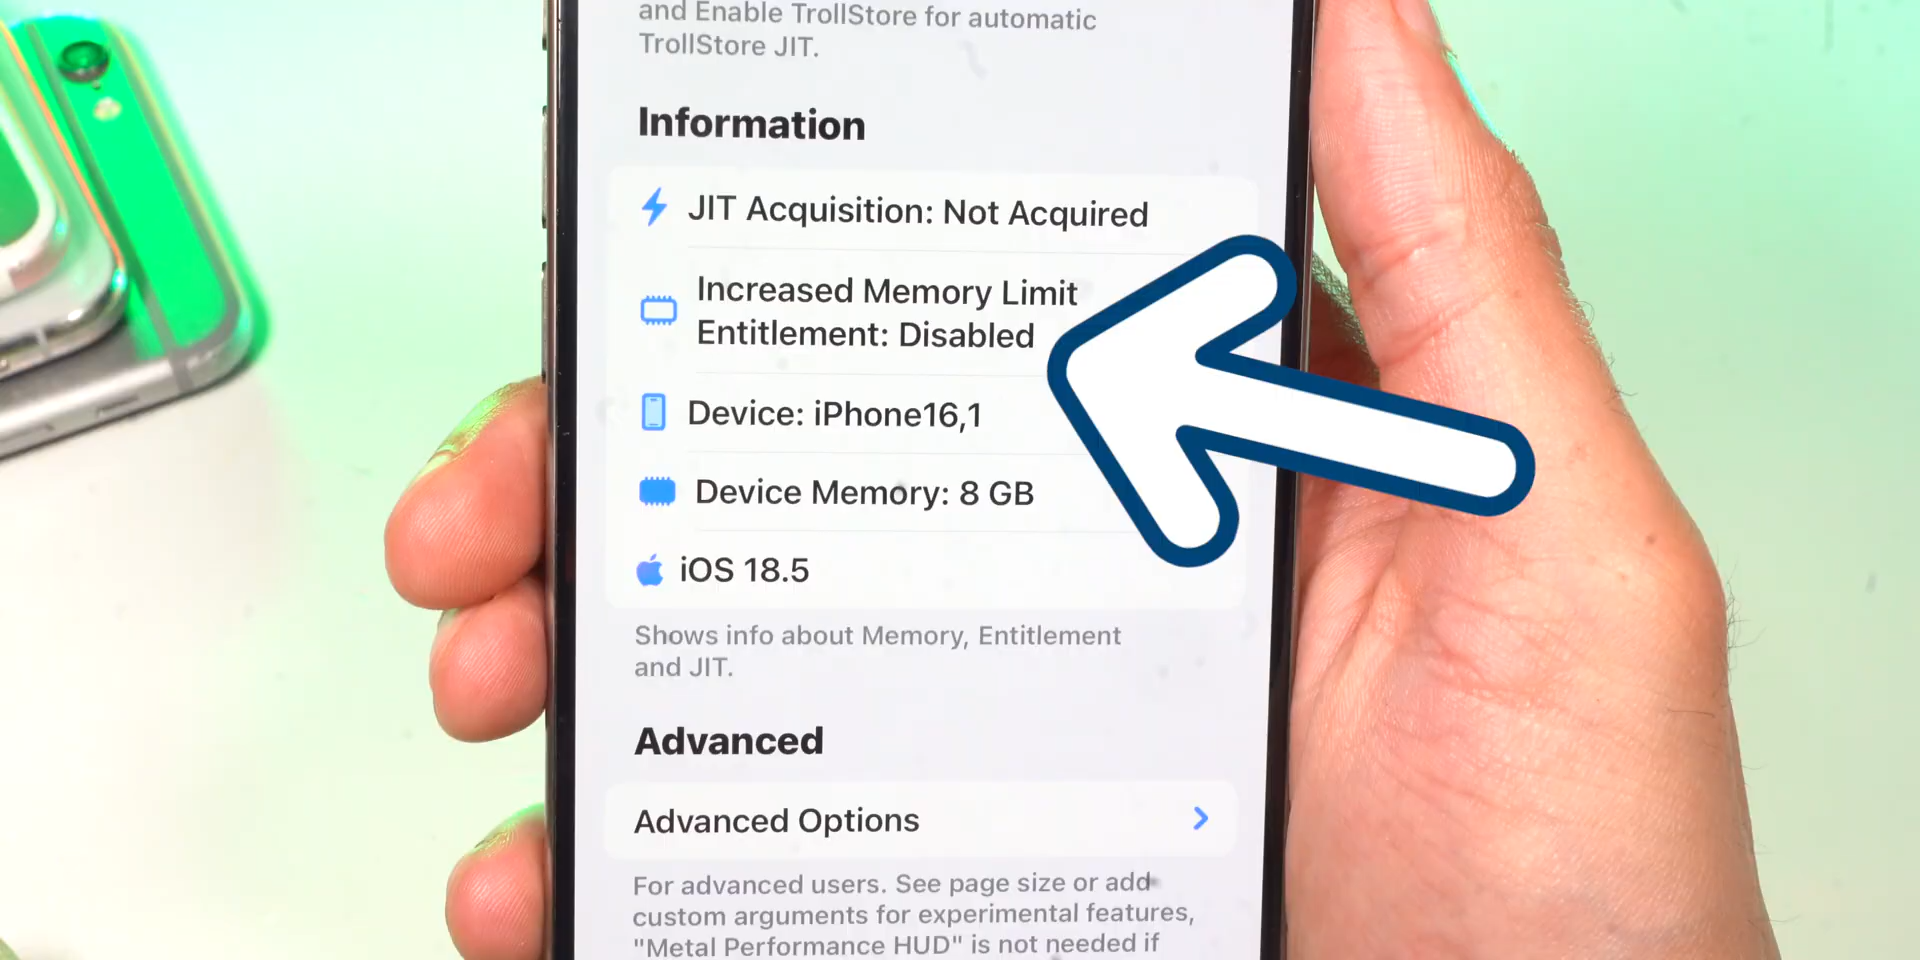 and Enable TrollStore for automatic
TrollStore JIT.
Information
JIT Acquisition: Not Acquired
Increased Memory Limit
Entitlement: Disabled
Device: iPhone16,1
Device Memory: 8 GB
iOS 18.5
Shows info about Memory, Entitlement
and JIT.
Advanced
Advanced Options
For advanced users. See page size or add
custom arguments for experimental features,
"Metal Performance HUD" is not needed if